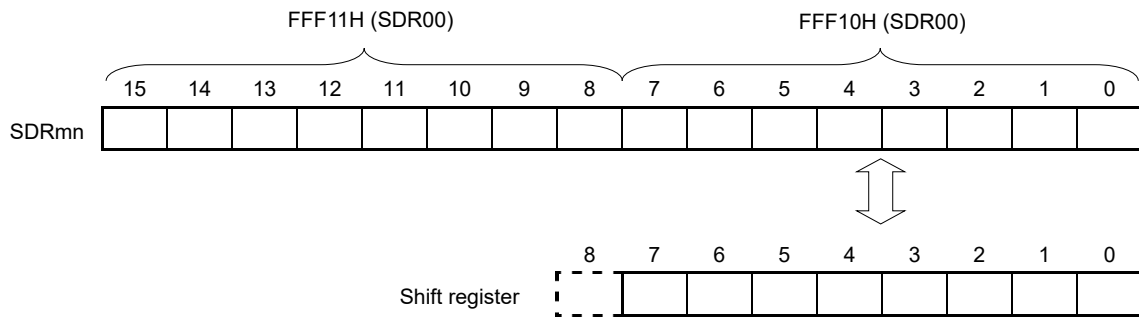 FFF11H (SDR00) FFF10H (SDR00)
15 14 13 12 11 10 9 8 7 6 5 4 3 2 1 0
SDRmn
8 7 6 5 4 3 2 1 0
Shift register